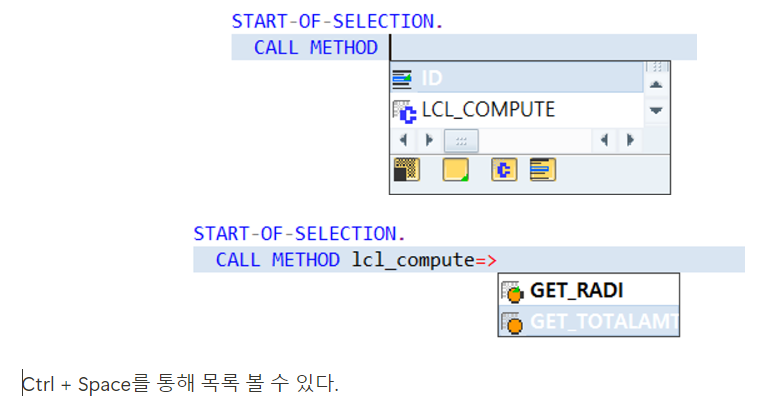 START-OF-SELECTION.
CALL METHOD
ID
LCL_COMPUTE
START-OF-SELECTION.
CALL METHOD lcl_compute=>
GET_RADI
GET_TOTALAMT
Ctrl + Space를 통해 목록 볼 수 있다.